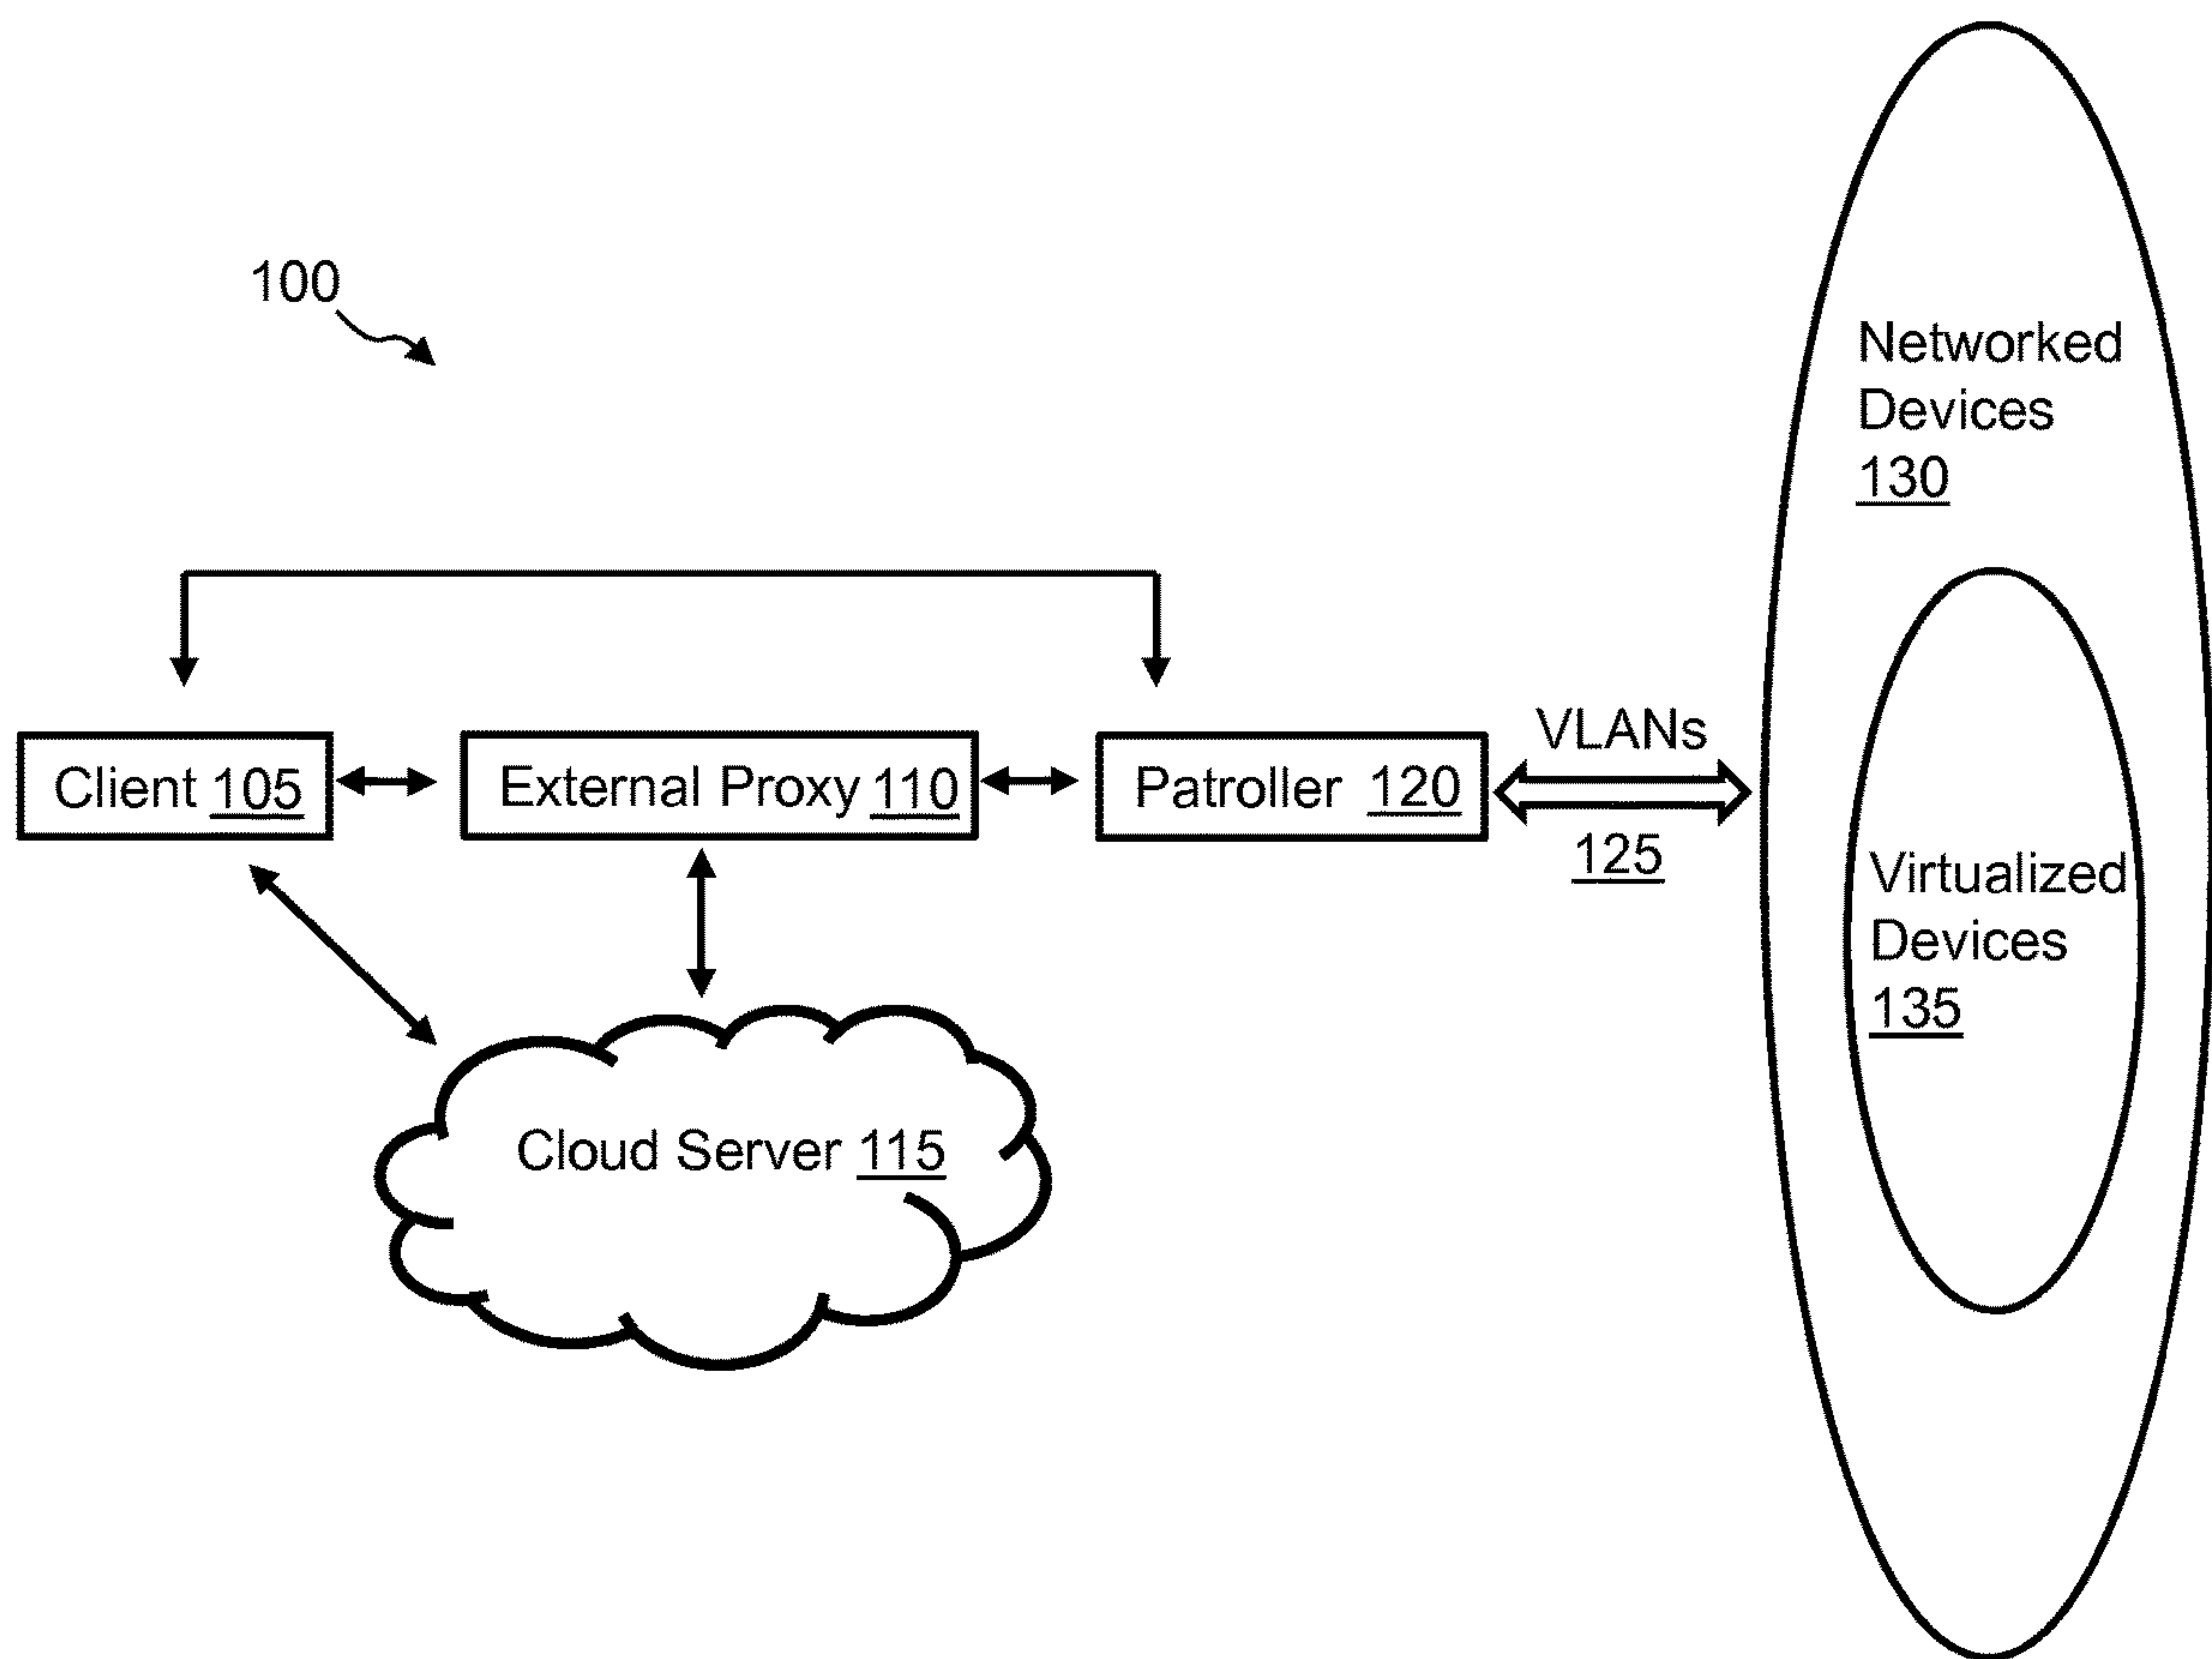 100
Networked
Devices
130
Client 105
External Proxy 110
Patroller 120
VLANs
125
Virtualized
Devices
135
Cloud Server 115